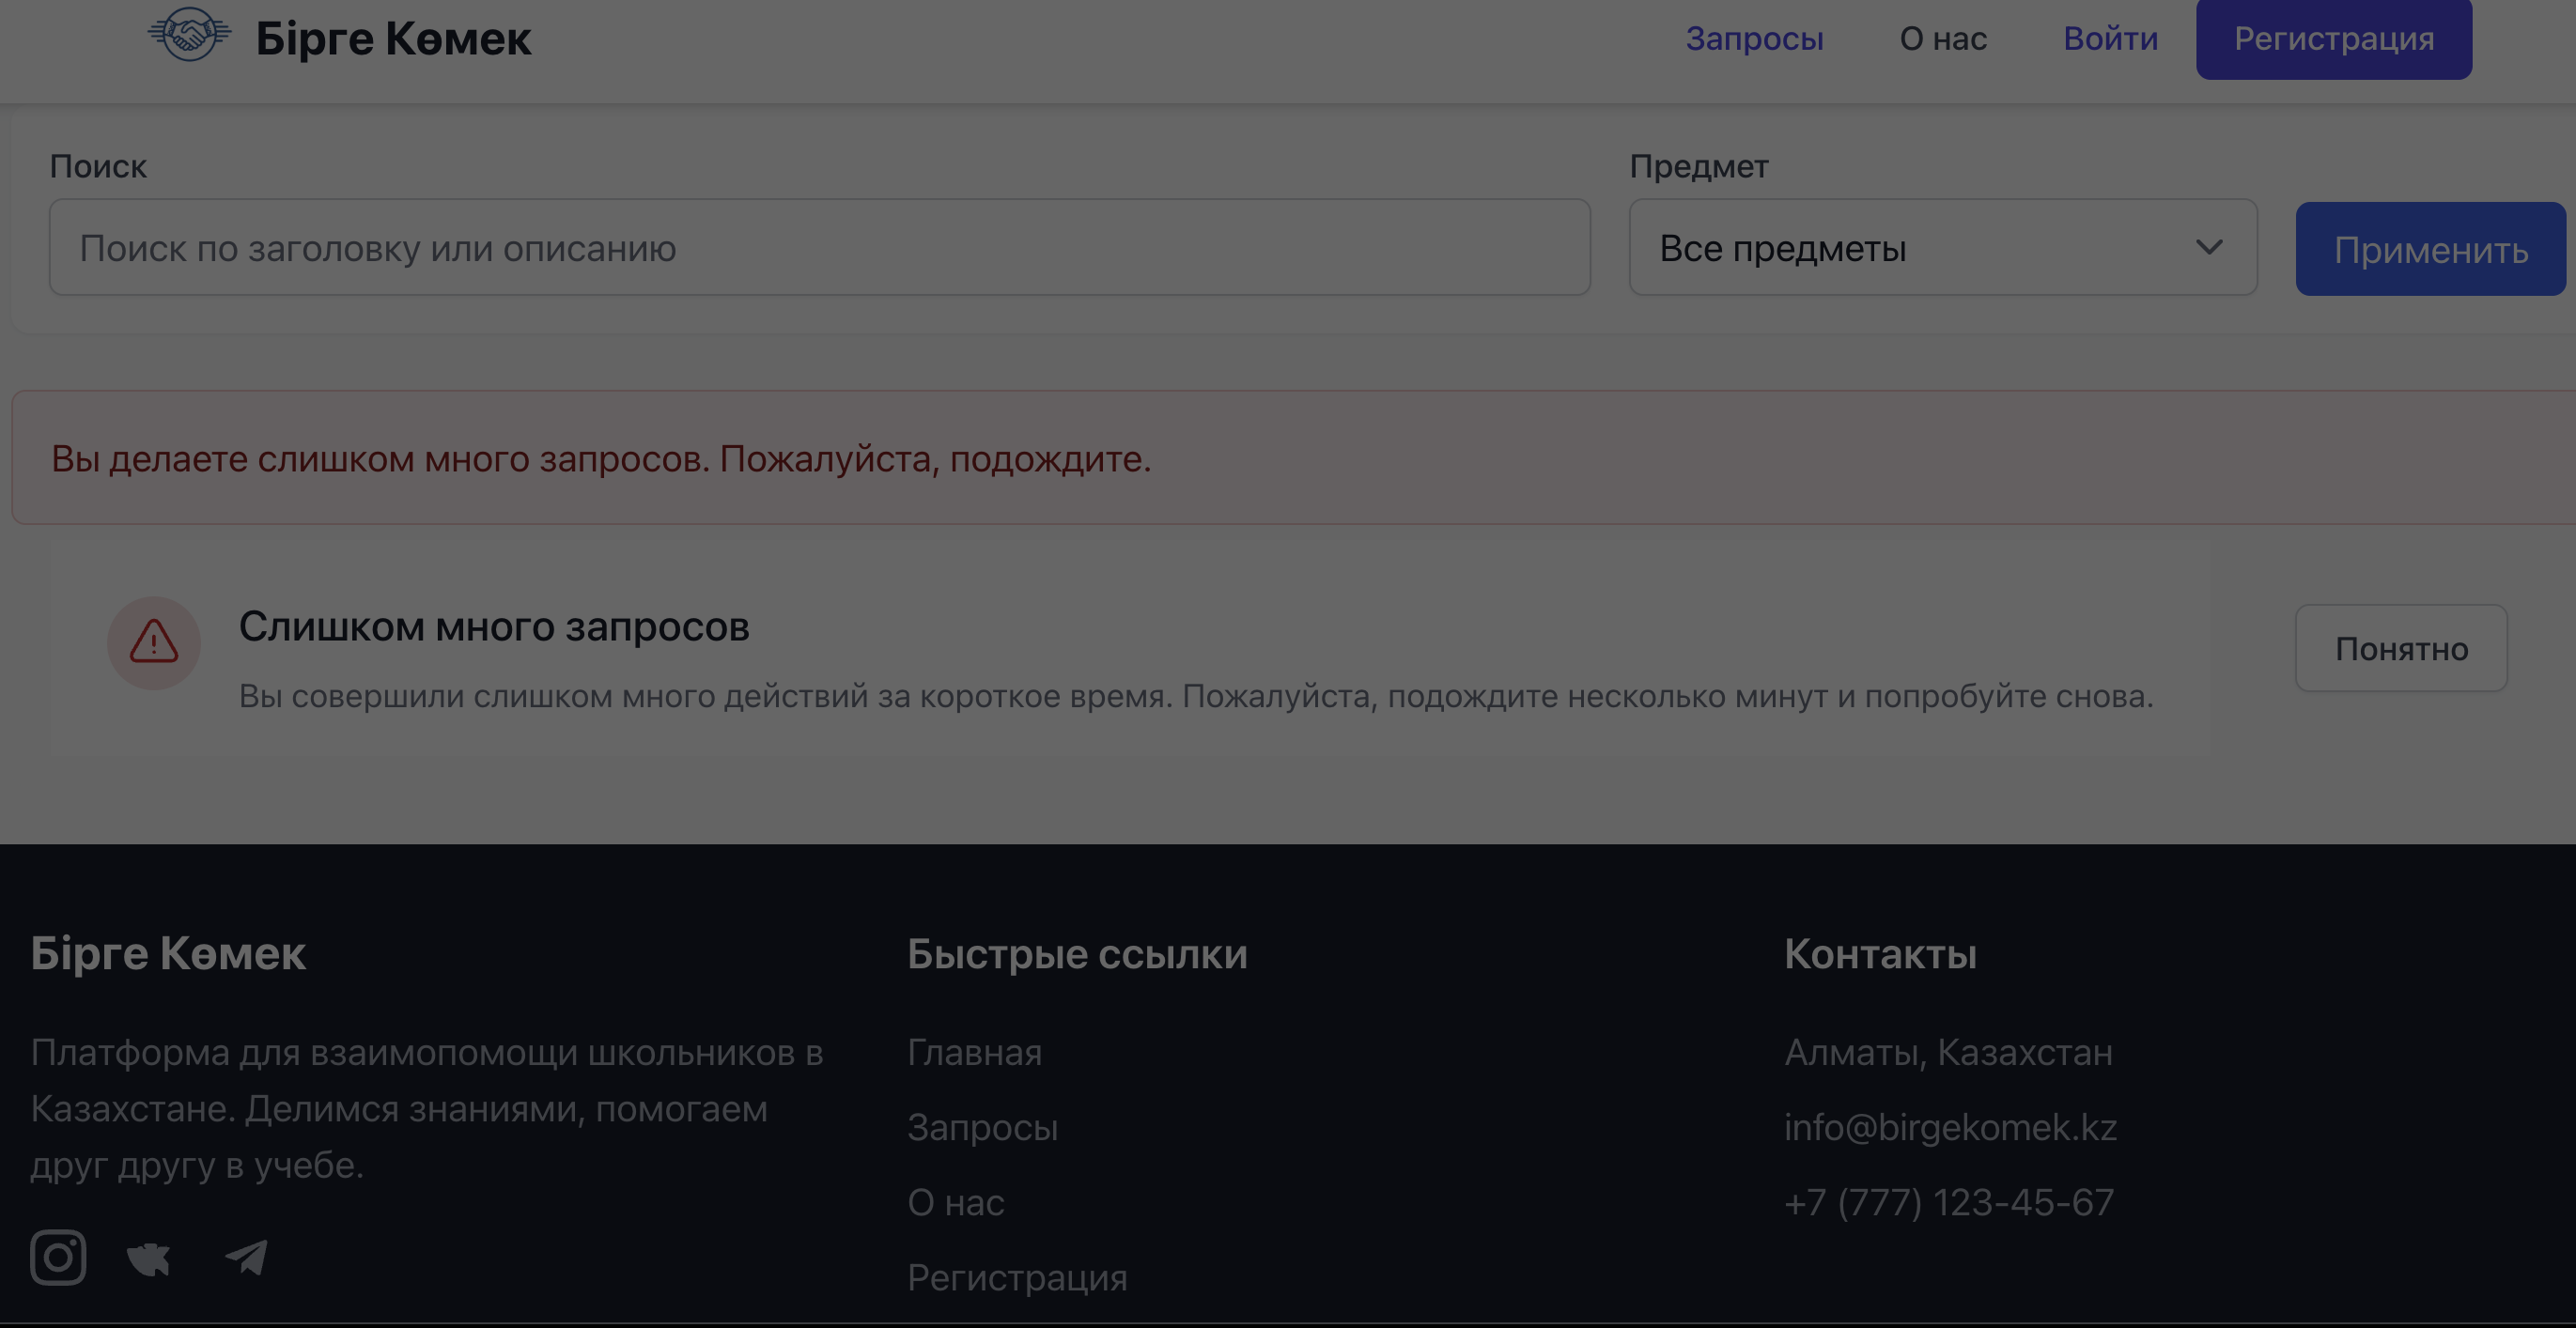 Бірге Көмек
Запросы
О нас
Войти
Регистрация
Поиск
Предмет
Поиск по заголовку или описанию
Все предметы
Применить
Вы делаете слишком много запросов. Пожалуйста, подождите.
Слишком много запросов
Вы совершили слишком много действий за короткое время. Пожалуйста, подождите несколько минут и попробуйте снова.
Понятно
Бірге Көмек
Платформа для взаимопомощи школьников в
Казахстане. Делимся знаниями, помогаем
друг другу в учебе.
Быстрые ссылки
Главная
Запросы
О нас
Регистрация
Контакты
Алматы, Казахстан
info@birgekomek.kz
+7 (777) 123-45-67